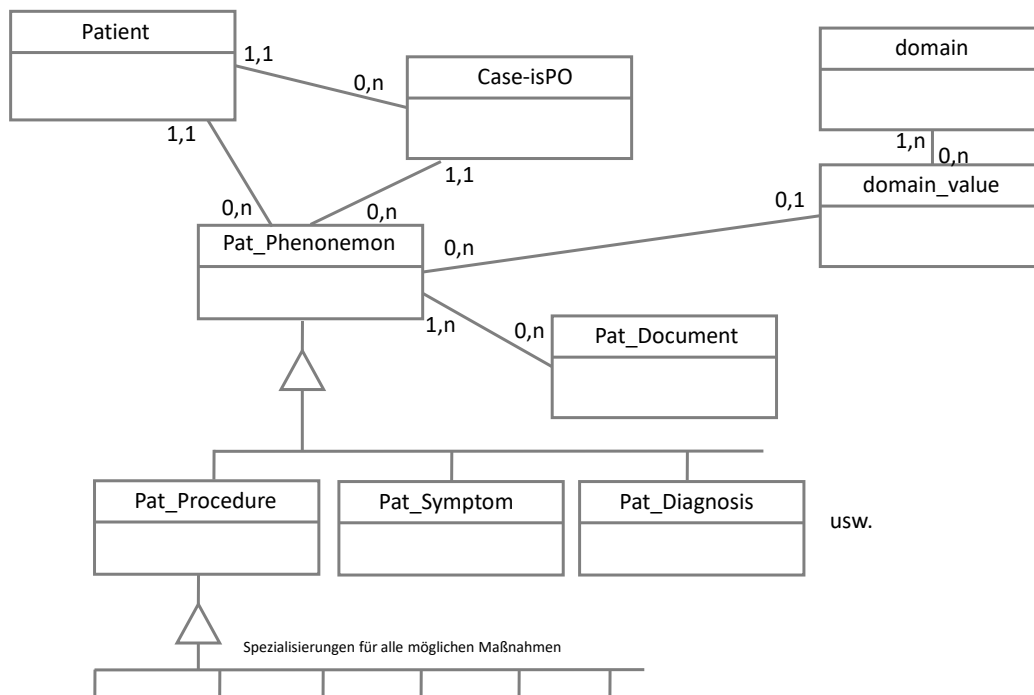 Patient
domain
1,1
0,n
Case-isPO
1,1
1,1
1,n
0,n
domain_value
0,n
0,n
0,1
Pat_Phenonemon
0,n
1,n
0,n
Pat_Document
Pat_Procedure
Pat_Symptom
Pat_Diagnosis
usw.
Spezialisierungen für alle möglichen Maßnahmen